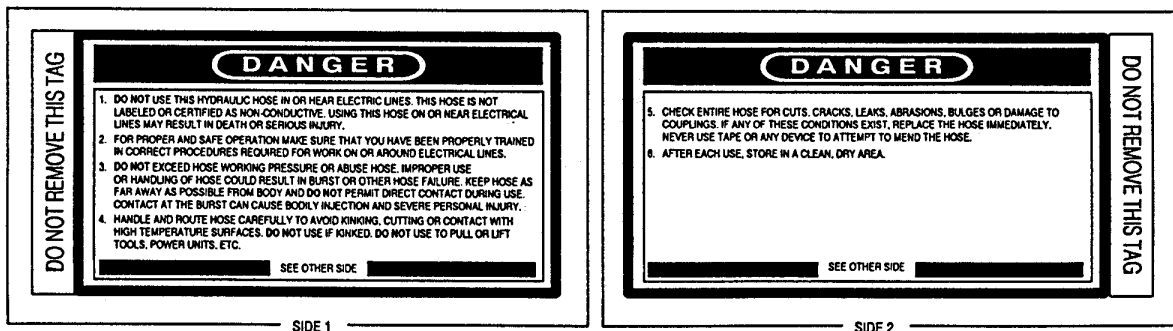 DO NOT REMOVE THIS TAG
DANGER
1. DO NOT USE THIS HYDRAULIC HOSE IN OR HEAR ELECTRIC LINES. THIS HOSE IS NOT
LABELED OR CERTIFIED AS NON-CONDUCTIVE. USING THIS HOSE ON OR NEAR ELECTRICAL
LINES MAY RESULT IN DEATH OR SERIOUS INJURY.
2. FOR PROPER AND SAFE OPERATION MAKE SURE THAT YOU HAVE BEEN PROPERLY TRAINED
IN CORRECT PROCEDURES REQUIRED FOR WORK ON OR AROUND ELECTRICAL LINES.
3. DO NOT EXCEED HOSE WORKING PRESSURE OR ABUSE HOSE. IMPROPER USE
OR HANDLING OF HOSE COULD RESULT IN BURST OR OTHER HOSE FAILURE. KEEP HOSE AS
FAR AWAY AS POSSIBLE FROM BODY AND DO NOT PERMIT DIRECT CONTACT DURING USE.
CONTACT AT THE BURST CAN CAUSE BODILY INJECTION AND SEVERE PERSONAL INJURY.
4. HANDLE AND ROUTE HOSE CAREFULLY TO AVOID KINKING, CUTTING OR CONTACT WITH
HIGH TEMPERATURE SURFACES. DO NOT USE IF KINKED. DO NOT USE TO PULL OR LIFT
TOOLS, POWER UNITS, ETC.
SEE OTHER SIDE
SIDE 1
DANGER
5. CHECK ENTIRE HOSE FOR CUTS, CRACKS, LEAKS, ABRASIONS, BULGES OR DAMAGE TO
COUPLINGS. IF ANY OF THESE CONDITIONS EXIST, REPLACE THE HOSE IMMEDIATELY.
NEVER USE TAPE OR ANY DEVICE TO ATTEMPT TO MEND THE HOSE.
6. AFTER EACH USE, STORE IN A CLEAN, DRY AREA.
SEE OTHER SIDE
DO NOT REMOVE THIS TAG
SIDE 2